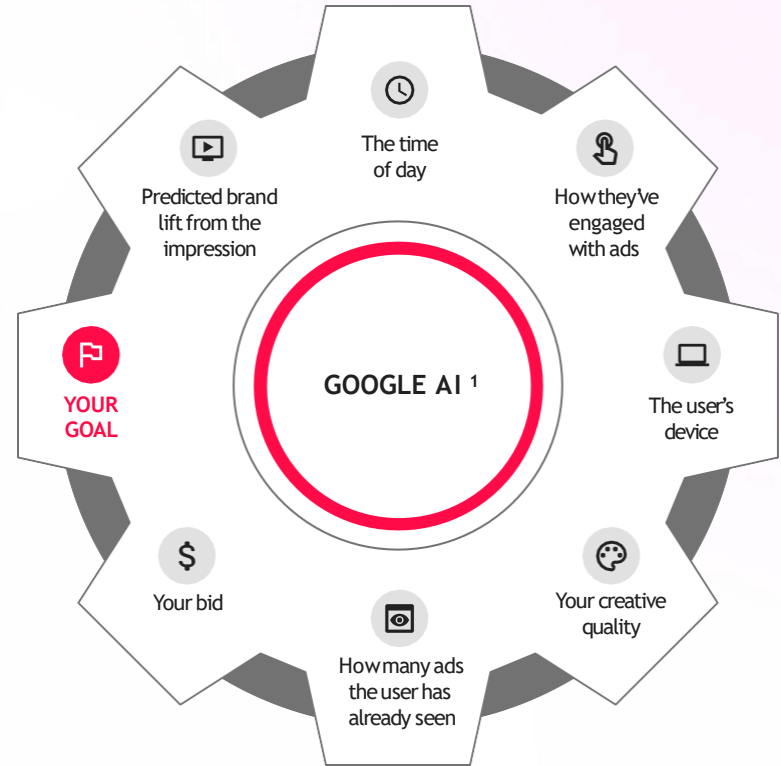 The time
of day
Predicted brand
lift from the
impression
How they've
engaged
with ads
YOUR
GOAL
GOOGLE AI ¹
The user's
device
Your bid
Your creative
quality
How many ads
the user has
already seen